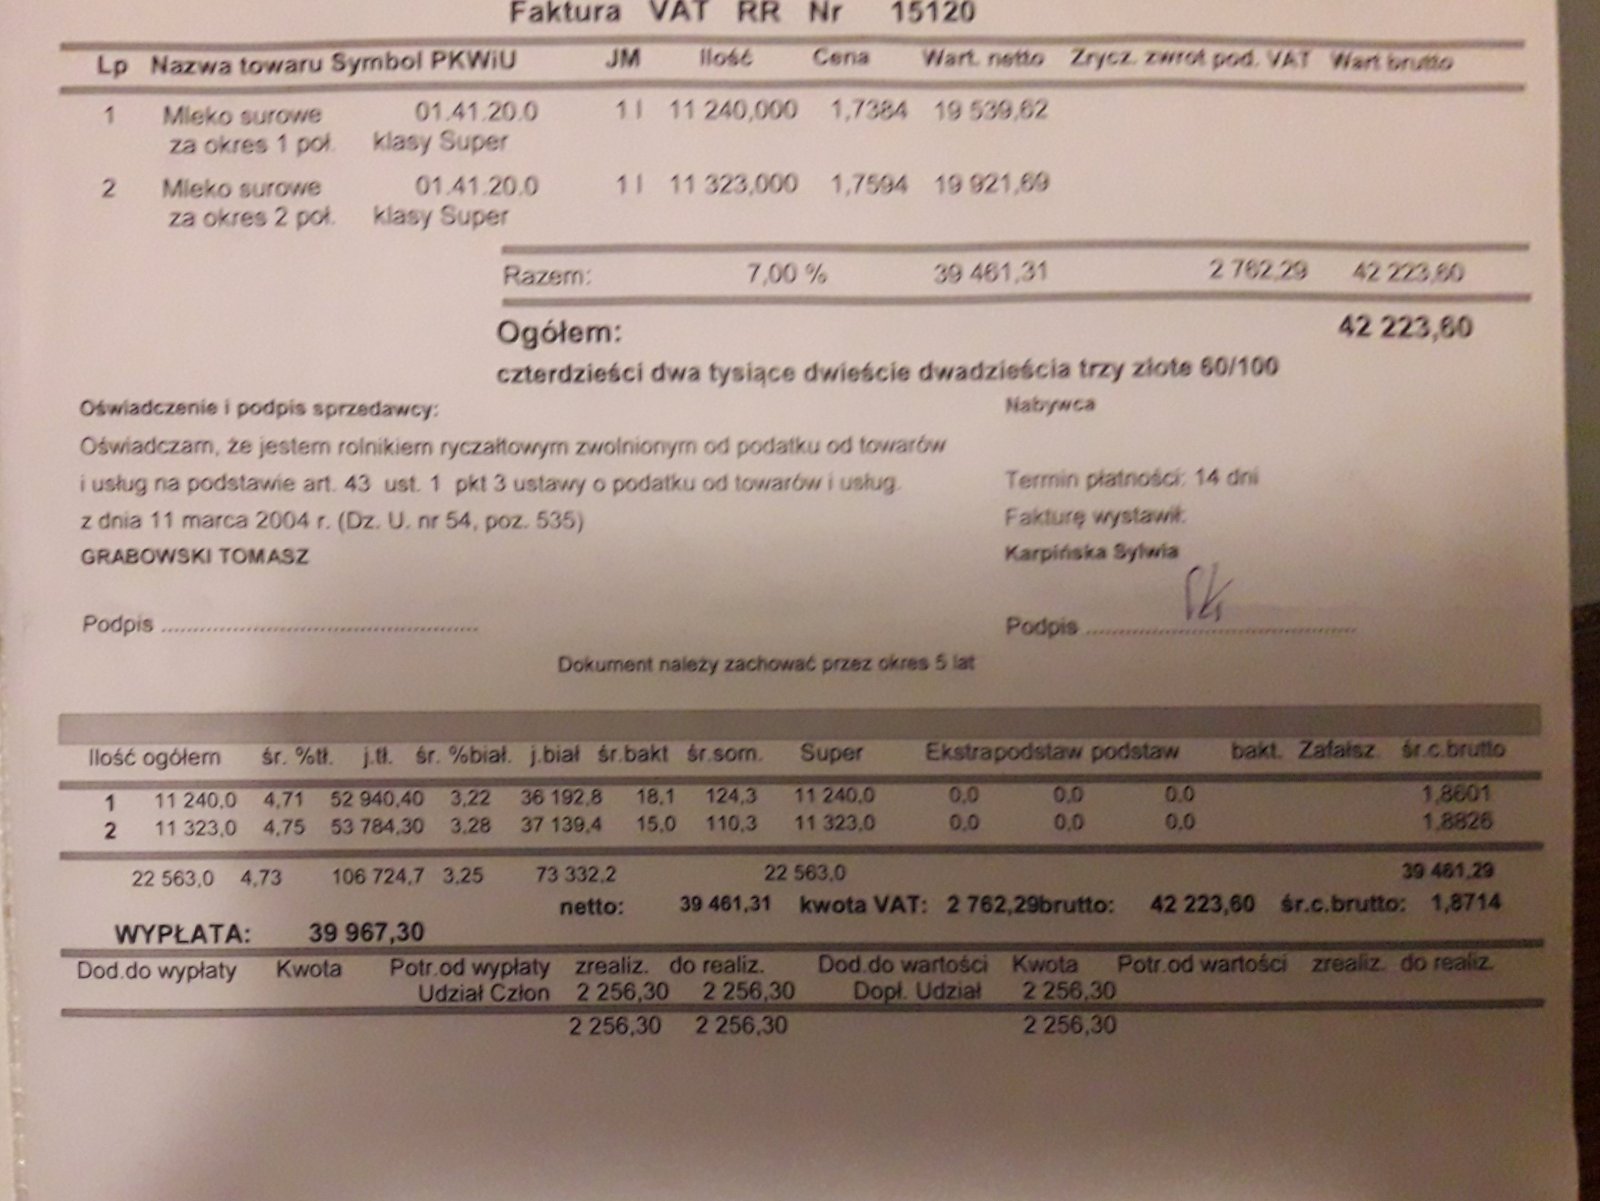 Faktura VAT RR Nr 15120
Lp Nazwa towaru Symbol PKWiU JM Ilość Cena Wart. netto Zrycz. zwrot pod. VAT Wart brutto
1 Mleko surowe 01.41.20.0 1 l 11 240,000 1,7384 19 539,62
za okres 1 poł. klasy Super
2 Mleko surowe 01.41.20.0 1 l 11 323,000 1,7594 19 921,69
za okres 2 poł. klasy Super
Razem: 7,00 % 39 461,31 2 762,29 42 223,60
Ogółem: 42 223,60
czterdzieści dwa tysiące dwieście dwadzieścia trzy złote 60/100
Oświadczenie i podpis sprzedawcy: Nabywca
Oświadczam, że jestem rolnikiem ryczałtowym zwolnionym od podatku od towarów
i usług na podstawie art. 43 ust. 1 pkt 3 ustawy o podatku od towarów i usług. Termin płatności: 14 dni
z dnia 11 marca 2004 r. (Dz. U. nr 54, poz. 535) Fakturę wystawił:
GRABOWSKI TOMASZ Karpińska Sylwia
Podpis .................................................. Podpis ...........................................
Dokument należy zachować przez okres 5 lat
Ilość ogółem śr. %tł. j.tł. śr. %biał. j.biał śr.bakt śr.som. Super Ekstrapodstaw podstaw bakt. Zafałsz. śr.c.brutto
1 11 240,0 4,71 52 940,40 3,22 36 192,8 18,1 124,3 11 240,0 0,0 0,0 0,0 1,8601
2 11 323,0 4,75 53 784,30 3,28 37 139,4 15,0 110,3 11 323,0 0,0 0,0 0,0 1,8826
22 563,0 4,73 106 724,7 3,25 73 332,2 22 563,0 39 461,29
netto: 39 461,31 kwota VAT: 2 762,29brutto: 42 223,60 śr.c.brutto: 1,8714
WYPŁATA: 39 967,30
Dod.do wypłaty Kwota Potr.od wypłaty zrealiz. do realiz. Dod.do wartości Kwota Potr.od wartości zrealiz. do realiz.
Udział Człon 2 256,30 2 256,30 Dopł. Udział 2 256,30
2 256,30 2 256,30 2 256,30